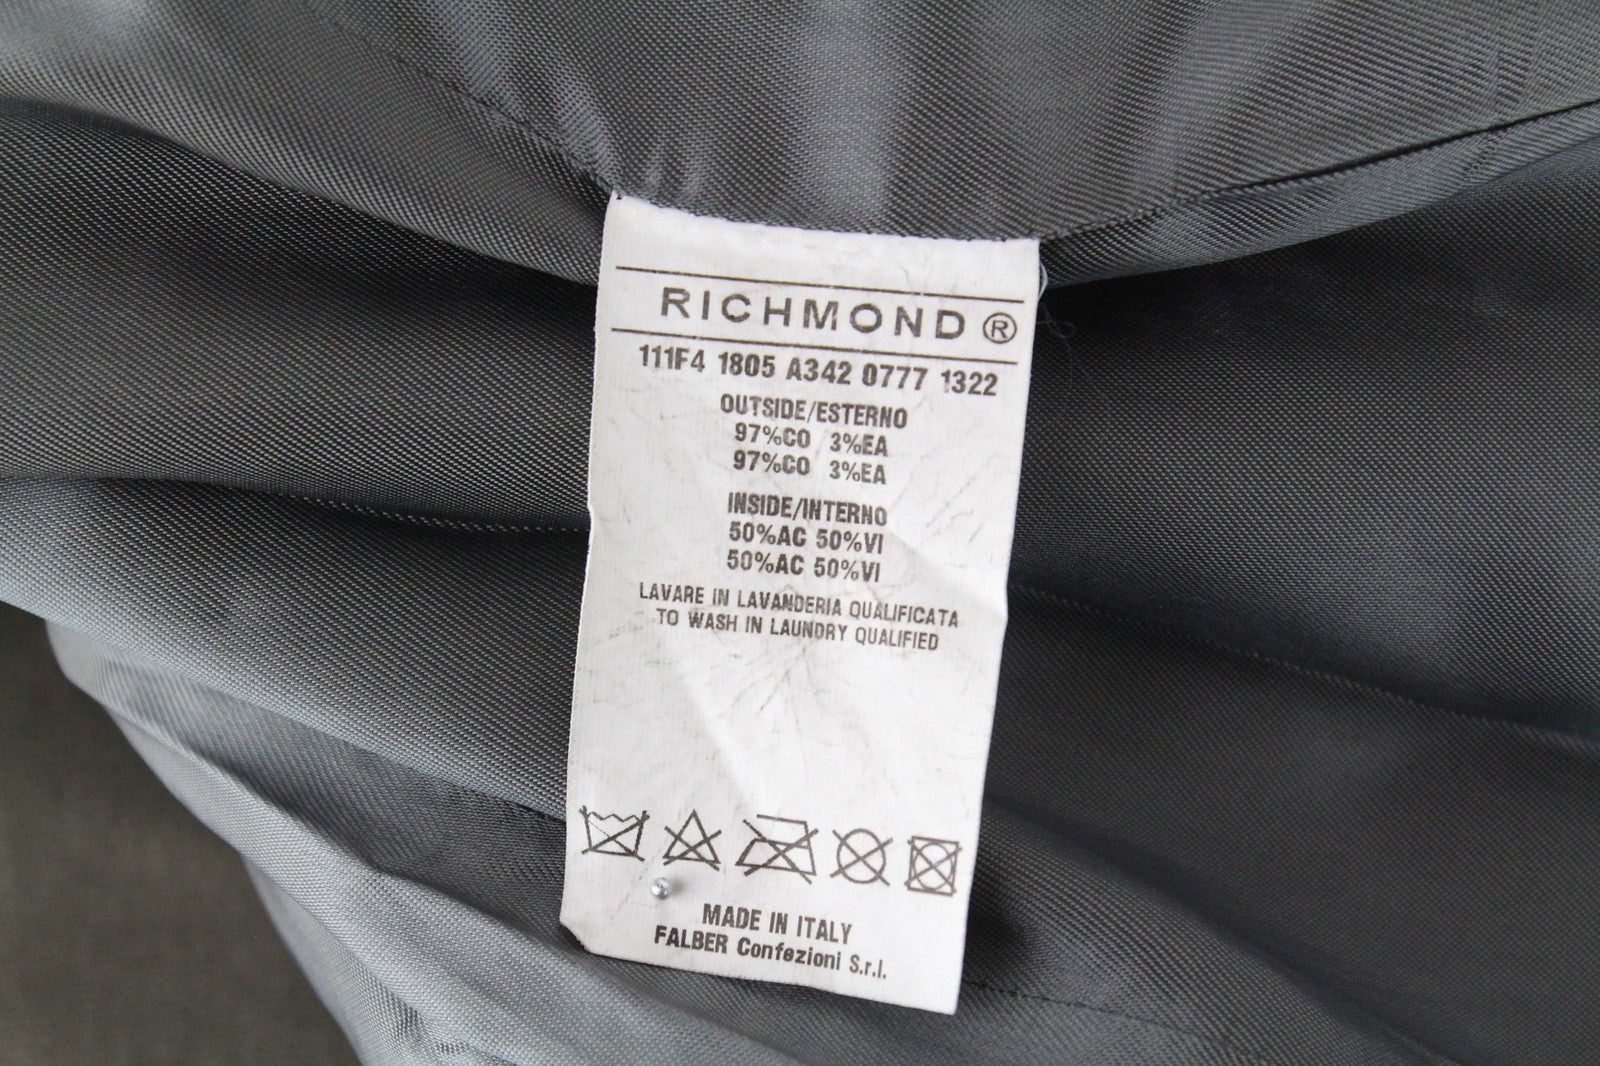 RICHMOND ®
111F4 1805 A342 0777 1322
OUTSIDE/ESTERNO
97%CO 3%EA
97%CO 3%EA
INSIDE/INTERNO
50%AC 50%VI
50%AC 50%VI
LAVARE IN LAVANDERIA QUALIFICATA
TO WASH IN LAUNDRY QUALIFIED
MADE IN ITALY
FALBER Confezioni S.r.l.